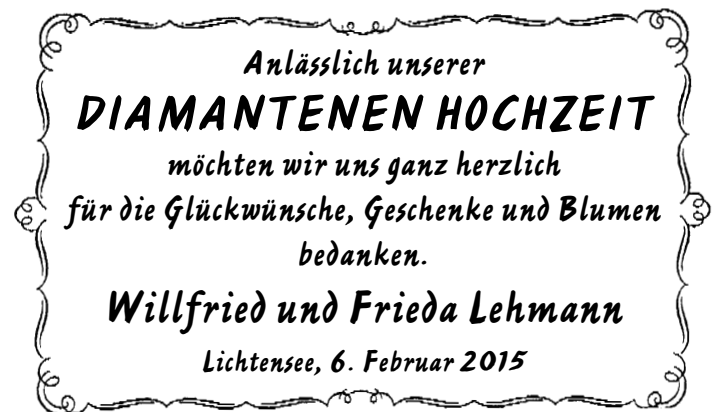 Anlässlich unserer
DIAMANTENEN HOCHZEIT
möchten wir uns ganz herzlich
für die Glückwünsche, Geschenke und Blumen
bedanken.
Willfried und Frieda Lehmann
Lichtensee, 6. Februar 2015